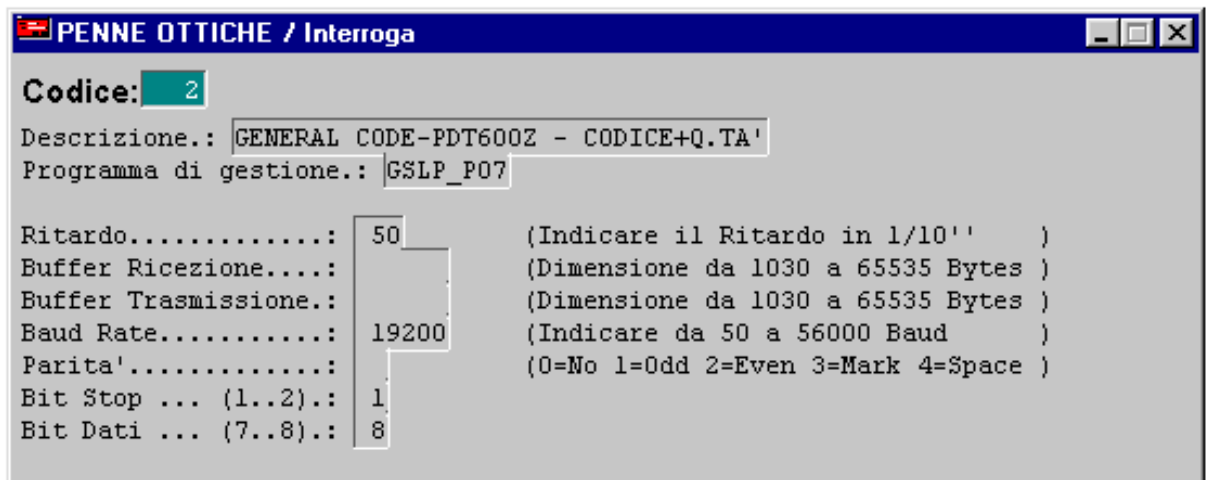 PENNE OTTICHE / Interroga
Codice: 2
Descrizione.: GENERAL CODE-PDT600Z - CODICE+Q.TA'
Programma di gestione.: GSLP_P07
Ritardo.............: 50 (Indicare il Ritardo in 1/10'' )
Buffer Ricezione....: (Dimensione da 1030 a 65535 Bytes )
Buffer Trasmissione.: (Dimensione da 1030 a 65535 Bytes )
Baud Rate...........: 19200 (Indicare da 50 a 56000 Baud )
Parita'.............: (0=No 1=Odd 2=Even 3=Mark 4=Space )
Bit Stop ... (1..2).: 1
Bit Dati ... (7..8).: 8